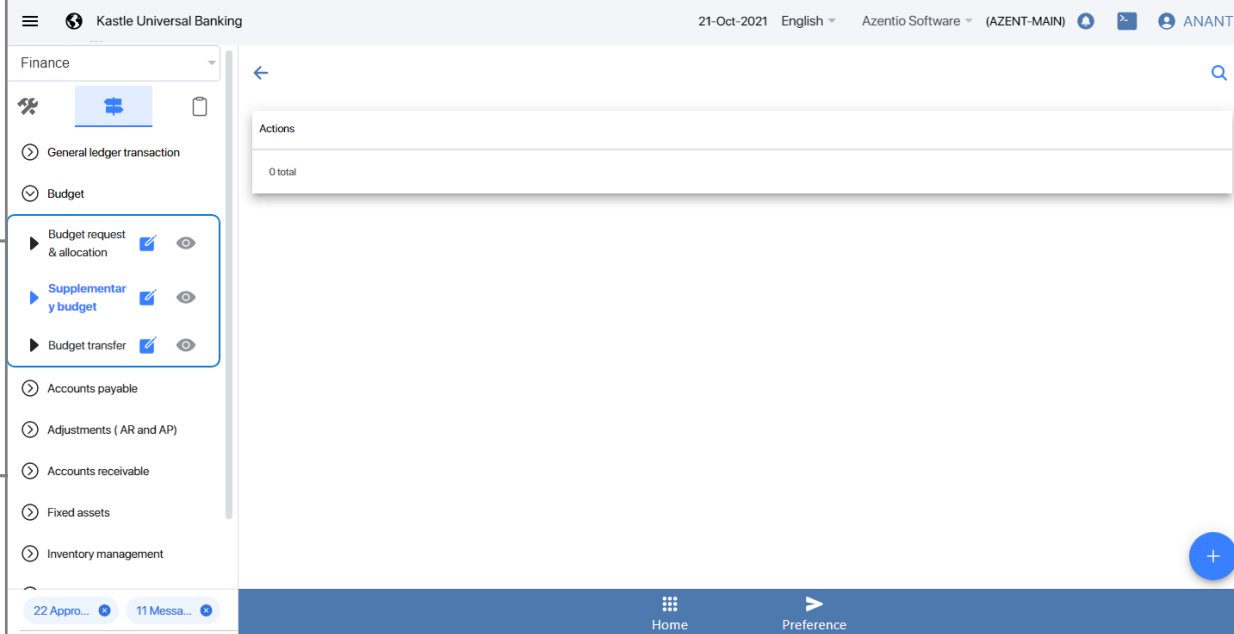 Kastle Universal Banking
21-Oct-2021 English Azentio Software (AZENT-MAIN) ANANT
Finance
General ledger transaction
Budget
Budget request
& allocation
Supplementar
y budget
Budget transfer
Accounts payable
Adjustments ( AR and AP)
Accounts receivable
Fixed assets
Inventory management
22 Appro...
11 Messa...
Actions
0 total
Home
Preference